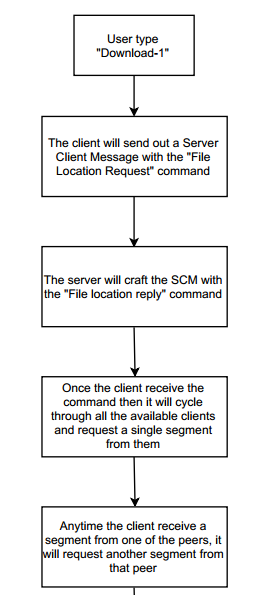 User type
"Download-1"
The client will send out a Server
Client Message with the "File
Location Request" command
The server will craft the SCM with
the "File location reply" command
Once the client receive the
command then it will cycle
through all the available clients
and request a single segment
from them
Anytime the client receive a
segment from one of the peers, it
will request another segment from
that peer